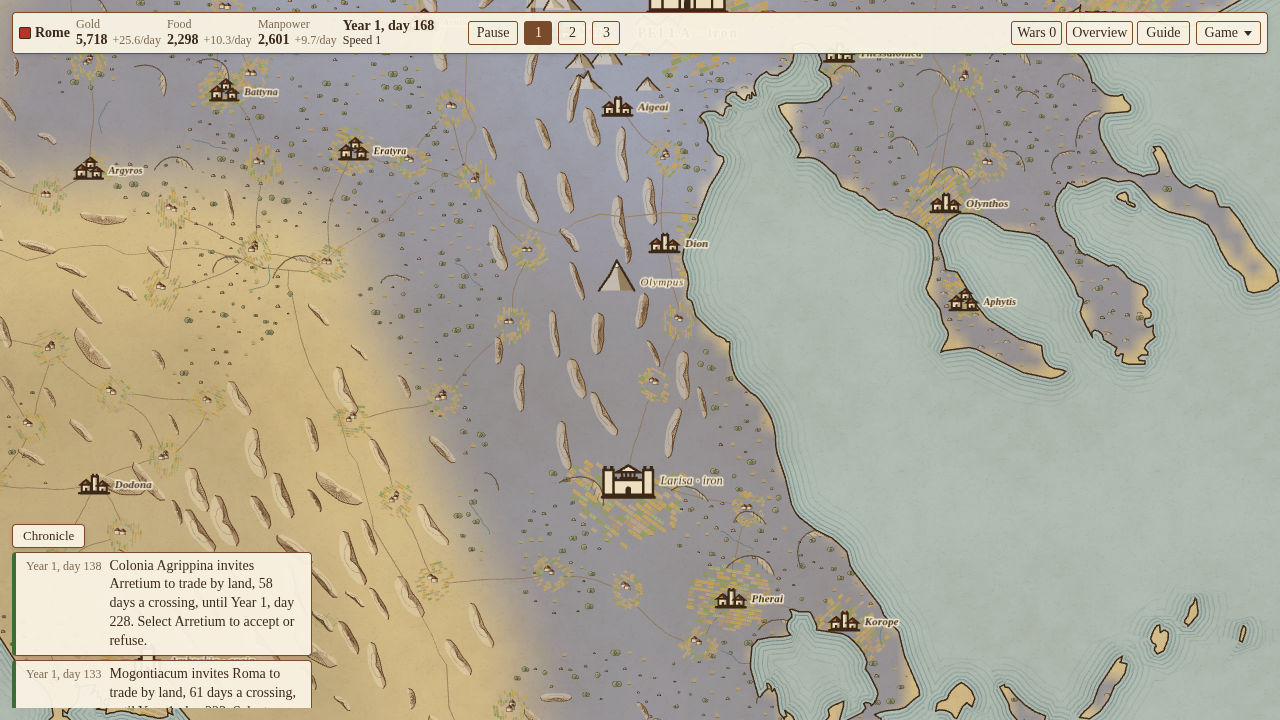 Rome
Gold
5,718 +25.6/day
Food
2,298 +10.3/day
Manpower
2,601 +9.7/day
Year 1, day 168
Speed 1
Pause
1
2
3
Wars 0
Overview
Guide
Game
Battyna
Aigeai
Eratyra
Argyros
Olynthos
Dion
Olympus
Aphytis
Larisa · iron
Dodona
Pherai
Korope
Chronicle
Year 1, day 138
Colonia Agrippina invites
Arretium to trade by land, 58
days a crossing, until Year 1, day
228. Select Arretium to accept or
refuse.
Year 1, day 133
Mogontiacum invites Roma to
trade by land, 61 days a crossing,